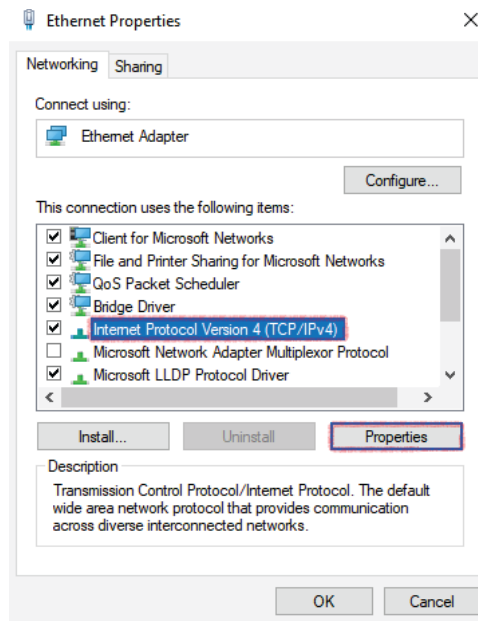 Ethernet Properties
Networking
Sharing
Connect using:
Ethernet Adapter
Configure...
This connection uses the following items:
Client for Microsoft Networks
File and Printer Sharing for Microsoft Networks
QoS Packet Scheduler
Bridge Driver
Internet Protocol Version 4 (TCP/IPv4)
Microsoft Network Adapter Multiplexor Protocol
Microsoft LLDP Protocol Driver
Install...
Uninstall
Properties
Description
Transmission Control Protocol/Internet Protocol. The default
wide area network protocol that provides communication
across diverse interconnected networks.
OK
Cancel